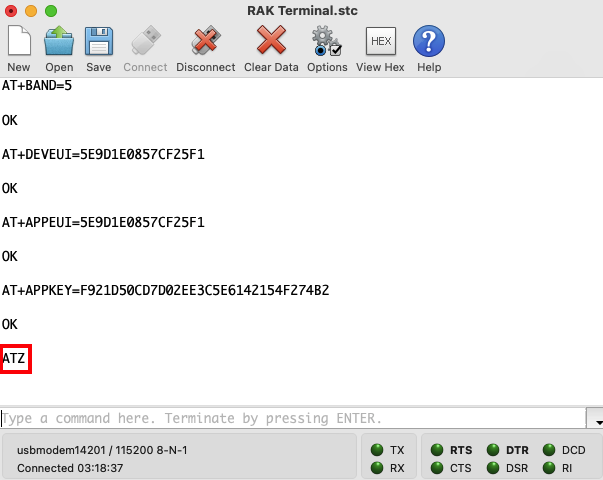 RAK Terminal.stc
New Open Save Connect Disconnect Clear Data Options View Hex Help
HEX
AT+BAND=5
OK
AT+DEVEUI=5E9D1E0857CF25F1
OK
AT+APPEUI=5E9D1E0857CF25F1
OK
AT+APPKEY=F921D50CD7D02EE3C5E6142154F274B2
OK
ATZ
Type a command here. Terminate by pressing ENTER.
usbmodem14201 / 115200 8-N-1
Connected 03:18:37
TX RTS DTR DCD
RX CTS DSR RI